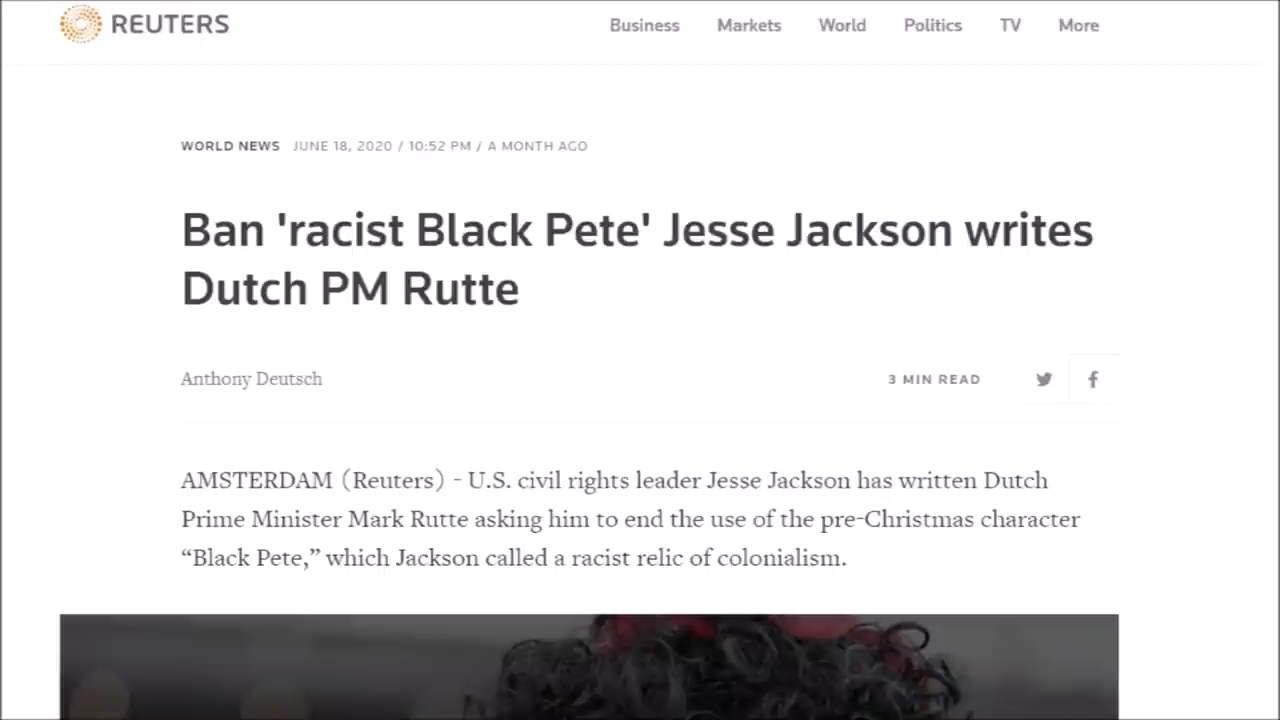 REUTERS
Business Markets World Politics TV More
WORLD NEWS JUNE 18, 2020 / 10:52 PM / A MONTH AGO
Ban 'racist Black Pete' Jesse Jackson writes
Dutch PM Rutte
Anthony Deutsch
3 MIN READ
AMSTERDAM (Reuters) - U.S. civil rights leader Jesse Jackson has written Dutch
Prime Minister Mark Rutte asking him to end the use of the pre-Christmas character
“Black Pete,” which Jackson called a racist relic of colonialism.